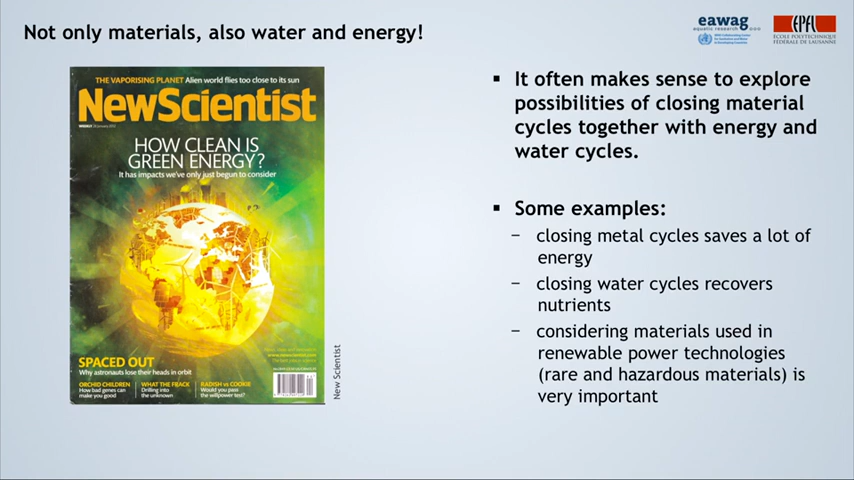 Not only materials, also water and energy!
eawag
aquatic research
EPFL
ÉCOLE POLYTECHNIQUE
FÉDÉRALE DE LAUSANNE
THE VAPORISING PLANET Alien world flies too close to its sun
NewScientist
HOW CLEAN IS
GREEN ENERGY?
It has impacts we've only just begun to consider
SPACED OUT
Why astronauts lose their heads in orbit
ORCHID CHILDREN
How bad genes can
make you good
WHAT THE FRACK
Drilling into
the unknown
RADISH vs COOKIE
Would you pass
the willpower test?
New Scientist
▪ It often makes sense to explore
possibilities of closing material
cycles together with energy and
water cycles.
▪ Some examples:
– closing metal cycles saves a lot of
energy
– closing water cycles recovers
nutrients
– considering materials used in
renewable power technologies
(rare and hazardous materials) is
very important